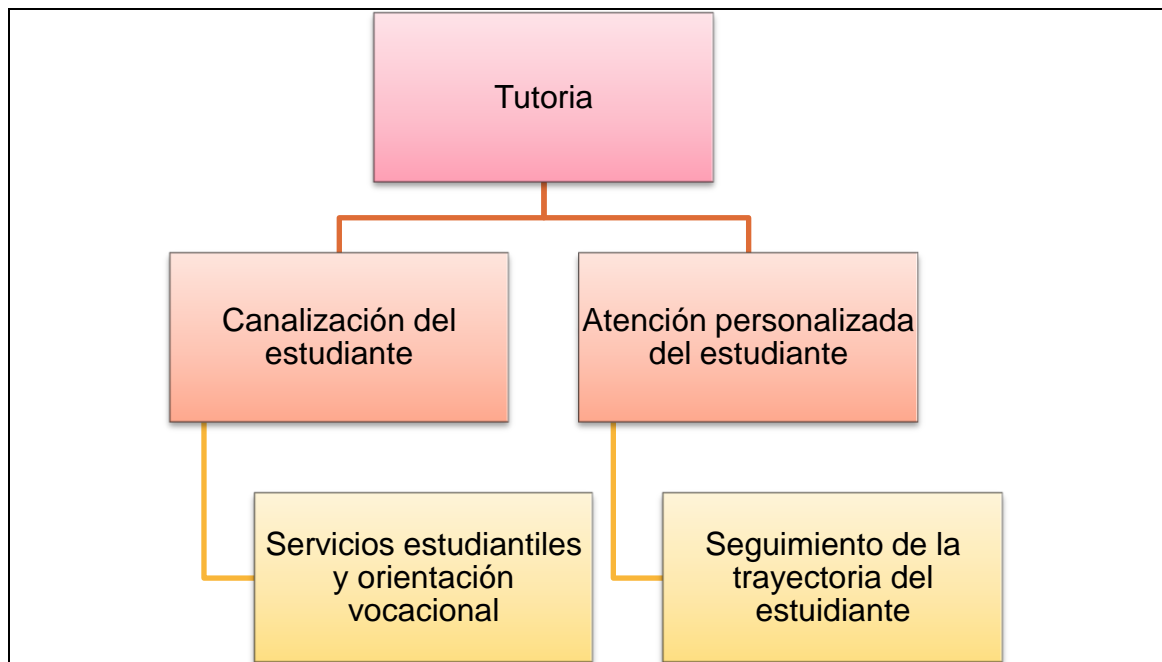 Tutoria
Canalización del
estudiante
Atención personalizada
del estudiante
Servicios estudiantiles
y orientación
vocacional
Seguimiento de la
trayectoria del
estuidiante